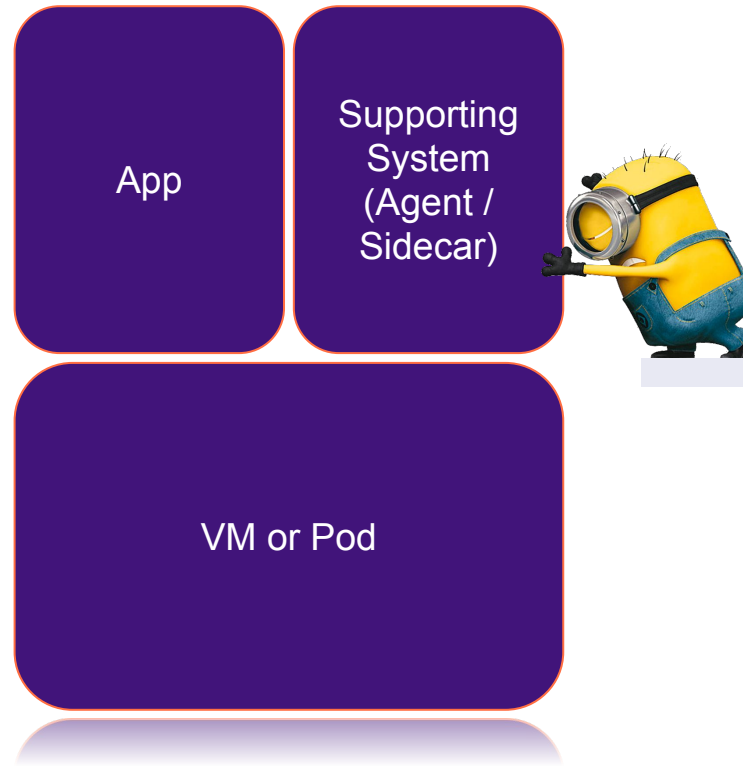 App
Supporting
System
(Agent /
Sidecar)
VM or Pod